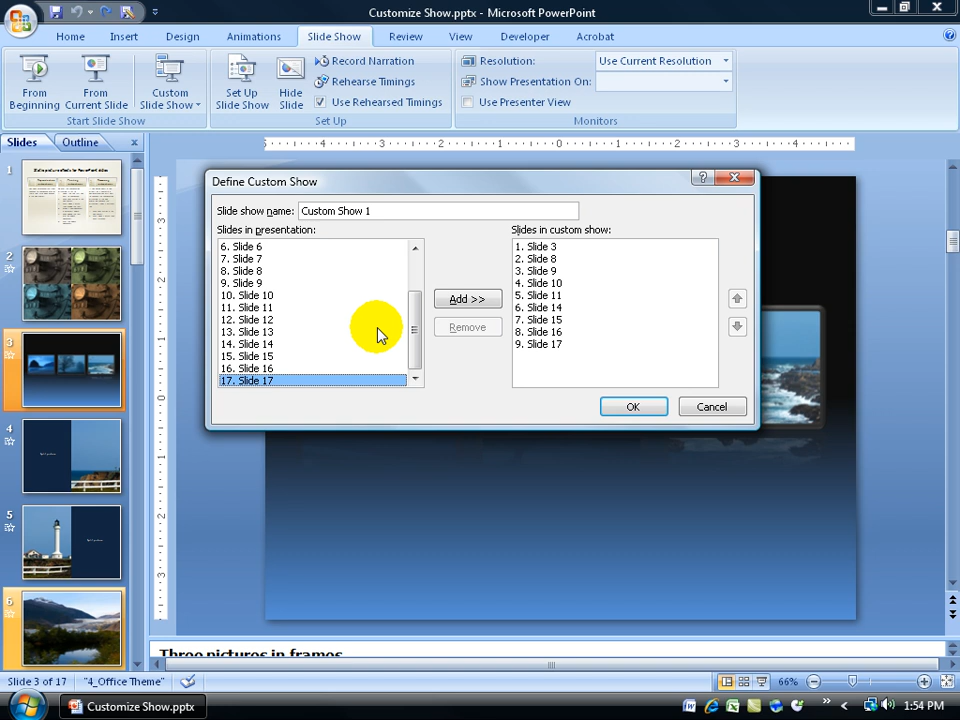 Customize Show.pptx - Microsoft PowerPoint
Home Insert Design Animations Slide Show Review View Developer Acrobat
From Beginning
From Current Slide
Custom Slide Show
Start Slide Show
Set Up Slide Show
Hide Slide
Record Narration
Rehearse Timings
Use Rehearsed Timings
Set Up
Resolution: Use Current Resolution
Show Presentation On:
Use Presenter View
Monitors
Slides Outline
1
2
3
4
5
6
Define Custom Show
Slide show name: Custom Show 1
Slides in presentation:
6. Slide 6
7. Slide 7
8. Slide 8
9. Slide 9
10. Slide 10
11. Slide 11
12. Slide 12
13. Slide 13
14. Slide 14
15. Slide 15
16. Slide 16
17. Slide 17
Add >>
Remove
Slides in custom show:
1. Slide 3
2. Slide 8
3. Slide 9
4. Slide 10
5. Slide 11
6. Slide 14
7. Slide 15
8. Slide 16
9. Slide 17
OK Cancel
Three pictures in frames
Slide 3 of 17 "4_Office Theme" 66%
Customize Show.pptx 1:54 PM